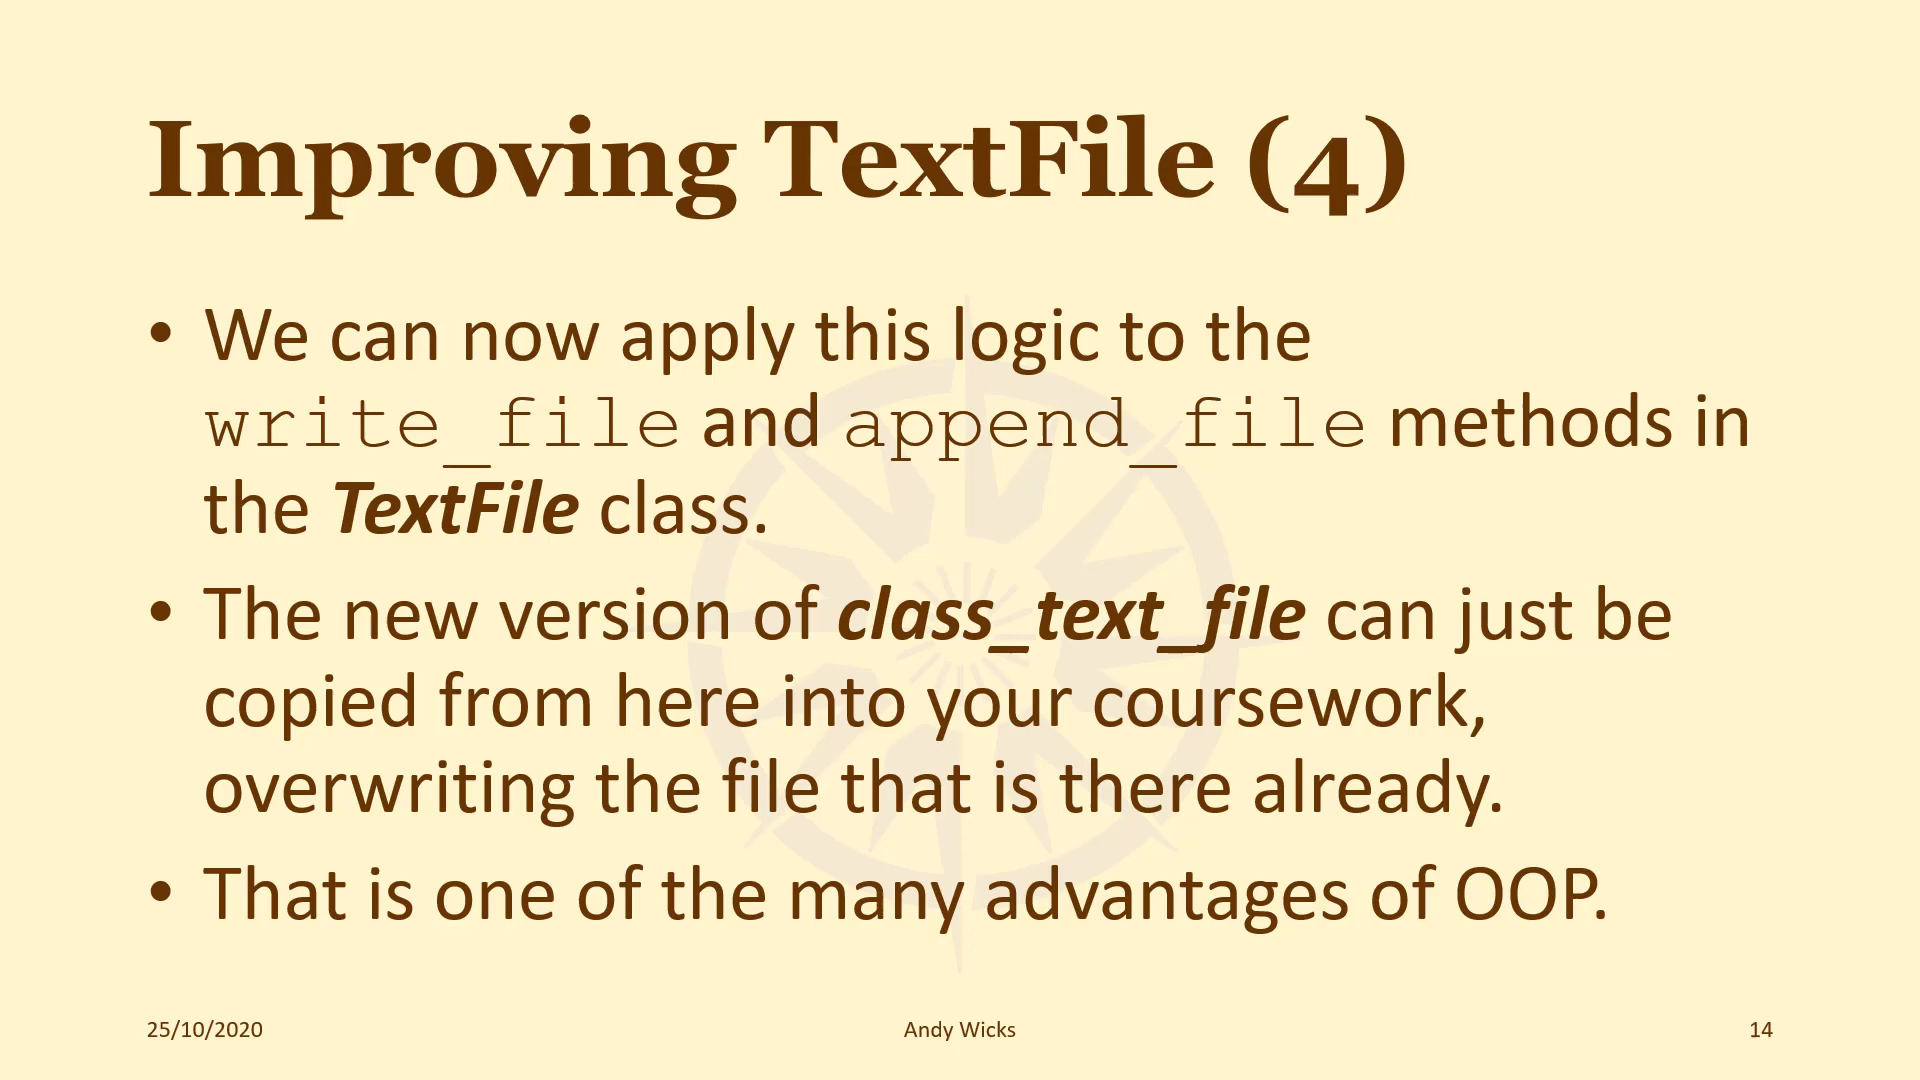 Improving TextFile (4)
• We can now apply this logic to the
write_file and append_file methods in
the TextFile class.
• The new version of class_text_file can just be
copied from here into your coursework,
overwriting the file that is there already.
• That is one of the many advantages of OOP.
25/10/2020
Andy Wicks
14